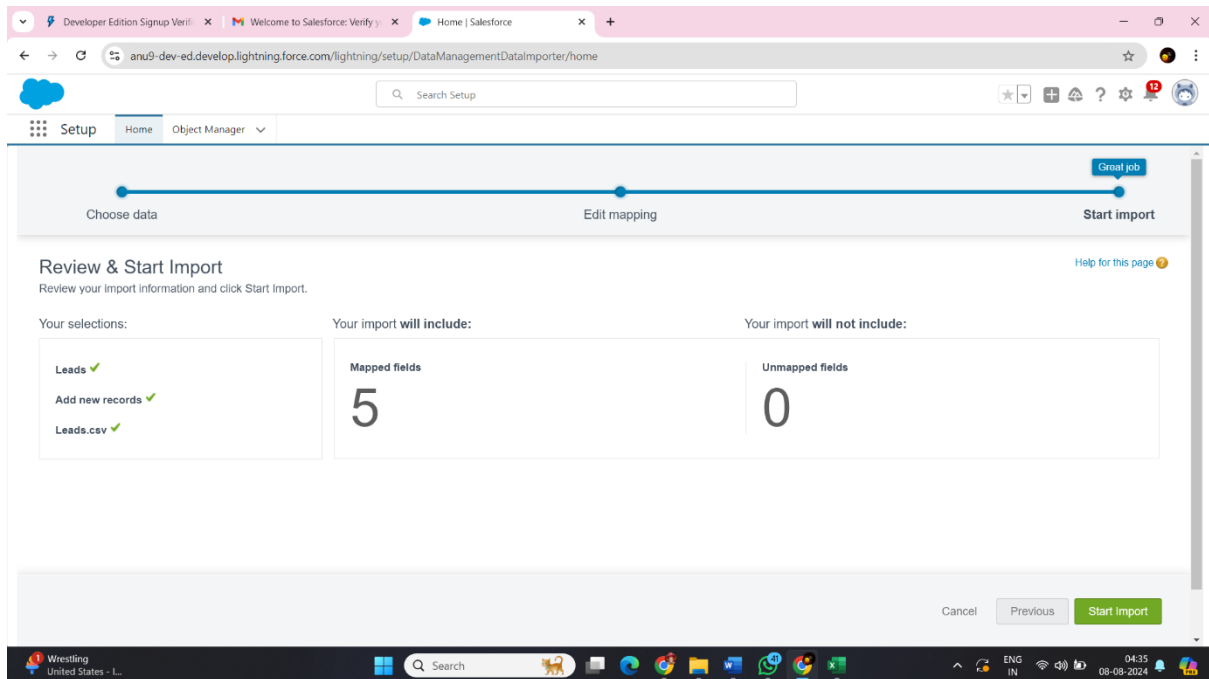 Developer Edition Signup Verifi
Welcome to Salesforce: Verify y
Home | Salesforce
anu9-dev-ed.develop.lightning.force.com/lightning/setup/DataManagementDataImporter/home
Search Setup
12
Setup
Home
Object Manager
Great job
Choose data
Edit mapping
Start import
Review & Start Import
Help for this page
Review your import information and click Start Import.
Your selections:
Your import will include:
Your import will not include:
Leads
Add new records
Leads.csv
Mapped fields
5
Unmapped fields
0
Cancel
Previous
Start Import
1
Wrestling
United States - I...
Search
41
ENG
IN
04:35
08-08-2024